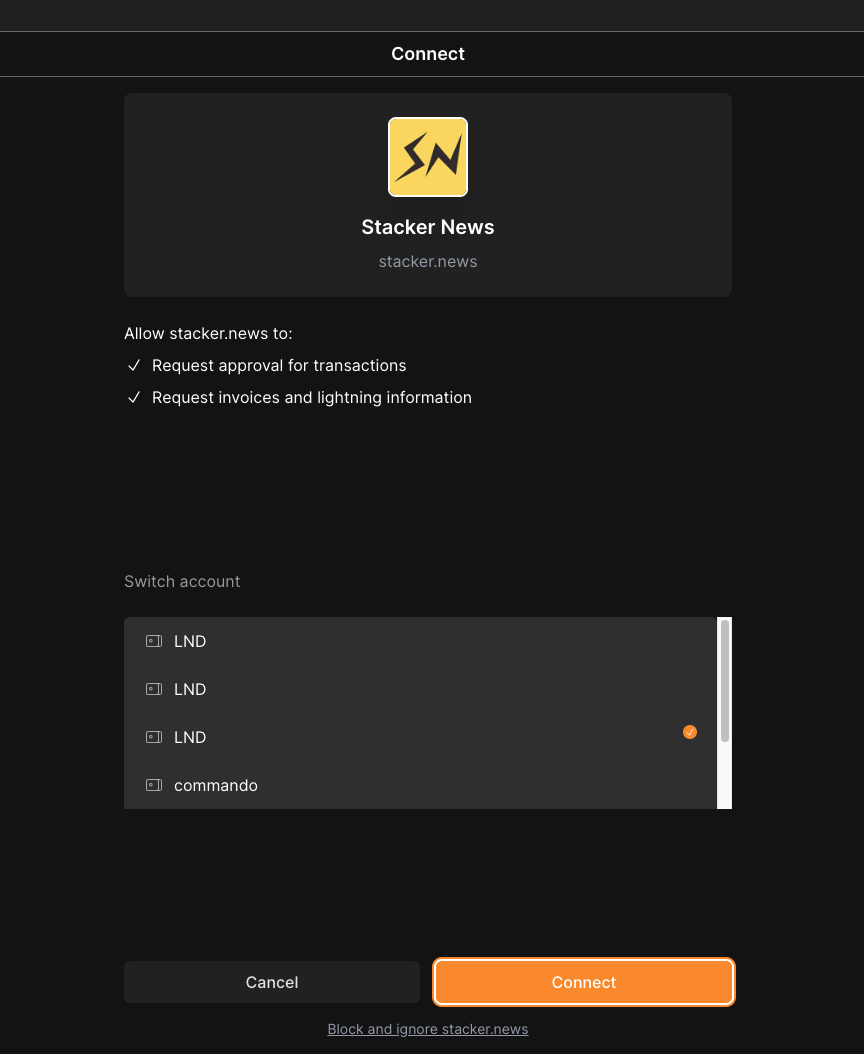 Connect
SN
Stacker News
stacker.news
Allow stacker.news to:
Request approval for transactions
Request invoices and lightning information
Switch account
LND
LND
LND
commando
Cancel
Connect
Block and ignore stacker.news